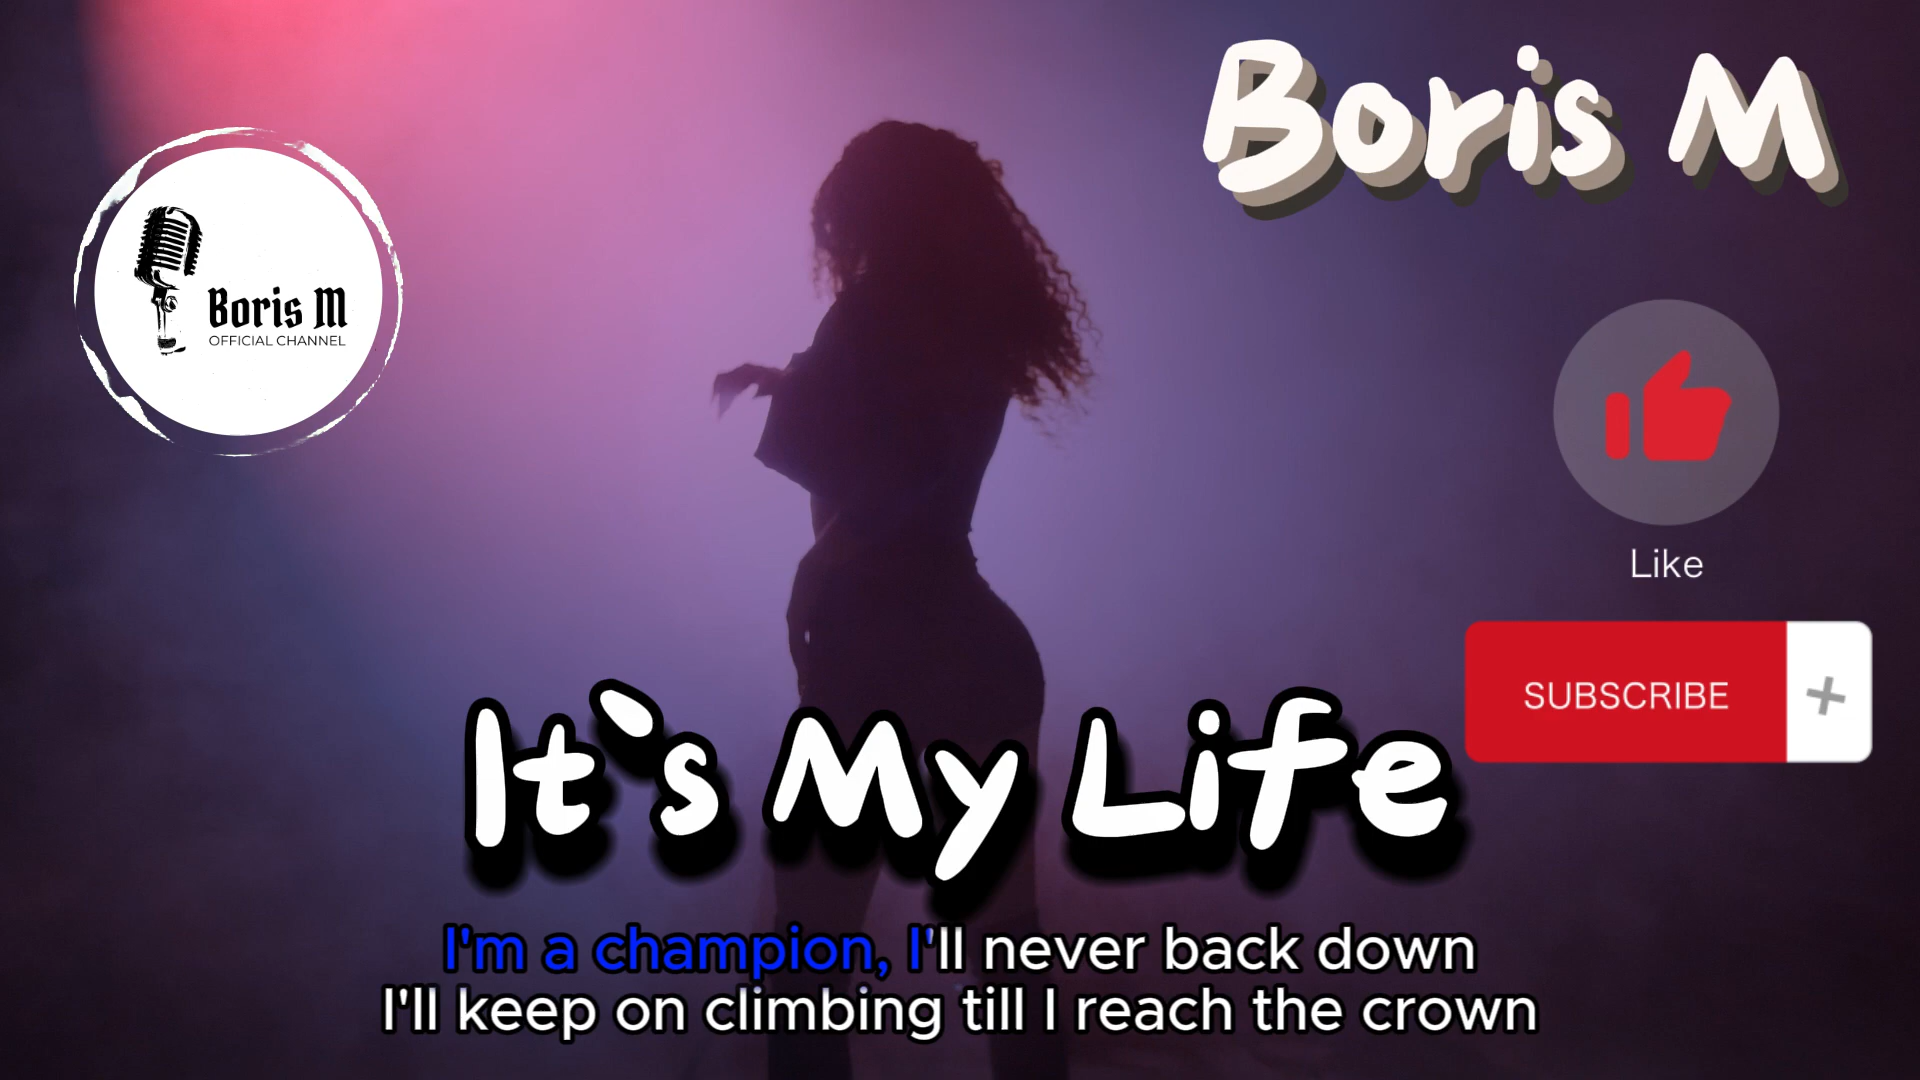 Boris M
Boris M
OFFICIAL CHANNEL
Like
SUBSCRIBE
It`s My Life
I'm a champion, I'll never back down
I'll keep on climbing till I reach the crown